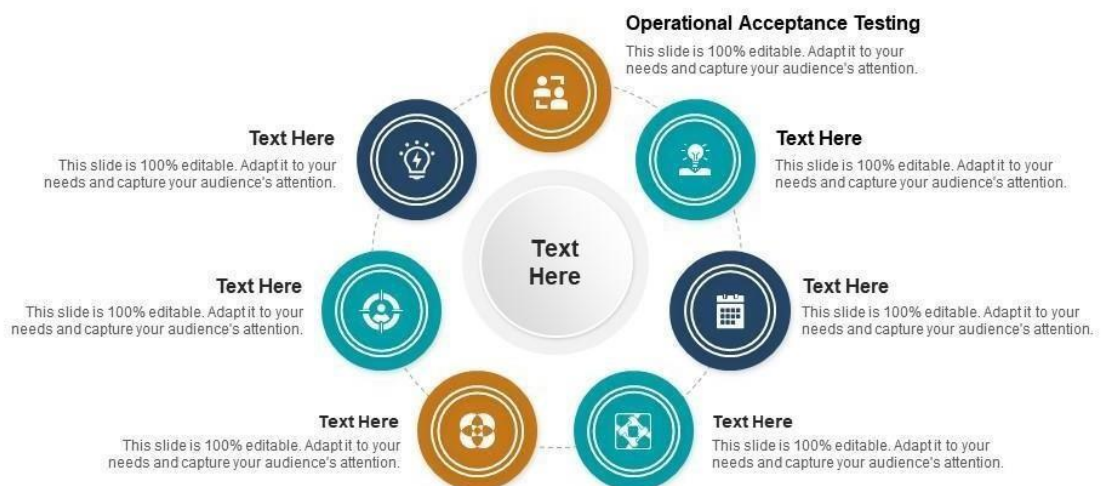 Operational Acceptance Testing
This slide is 100% editable. Adapt it to your
needs and capture your audience's attention.
Text Here
This slide is 100% editable. Adapt it to your
needs and capture your audience's attention.
Text Here
This slide is 100% editable. Adapt it to your
needs and capture your audience's attention.
Text
Here
Text Here
This slide is 100% editable. Adapt it to your
needs and capture your audience's attention.
Text Here
This slide is 100% editable. Adapt it to your
needs and capture your audience's attention.
Text Here
This slide is 100% editable. Adapt it to your
needs and capture your audience's attention.
Text Here
This slide is 100% editable. Adapt it to your
needs and capture your audience's attention.